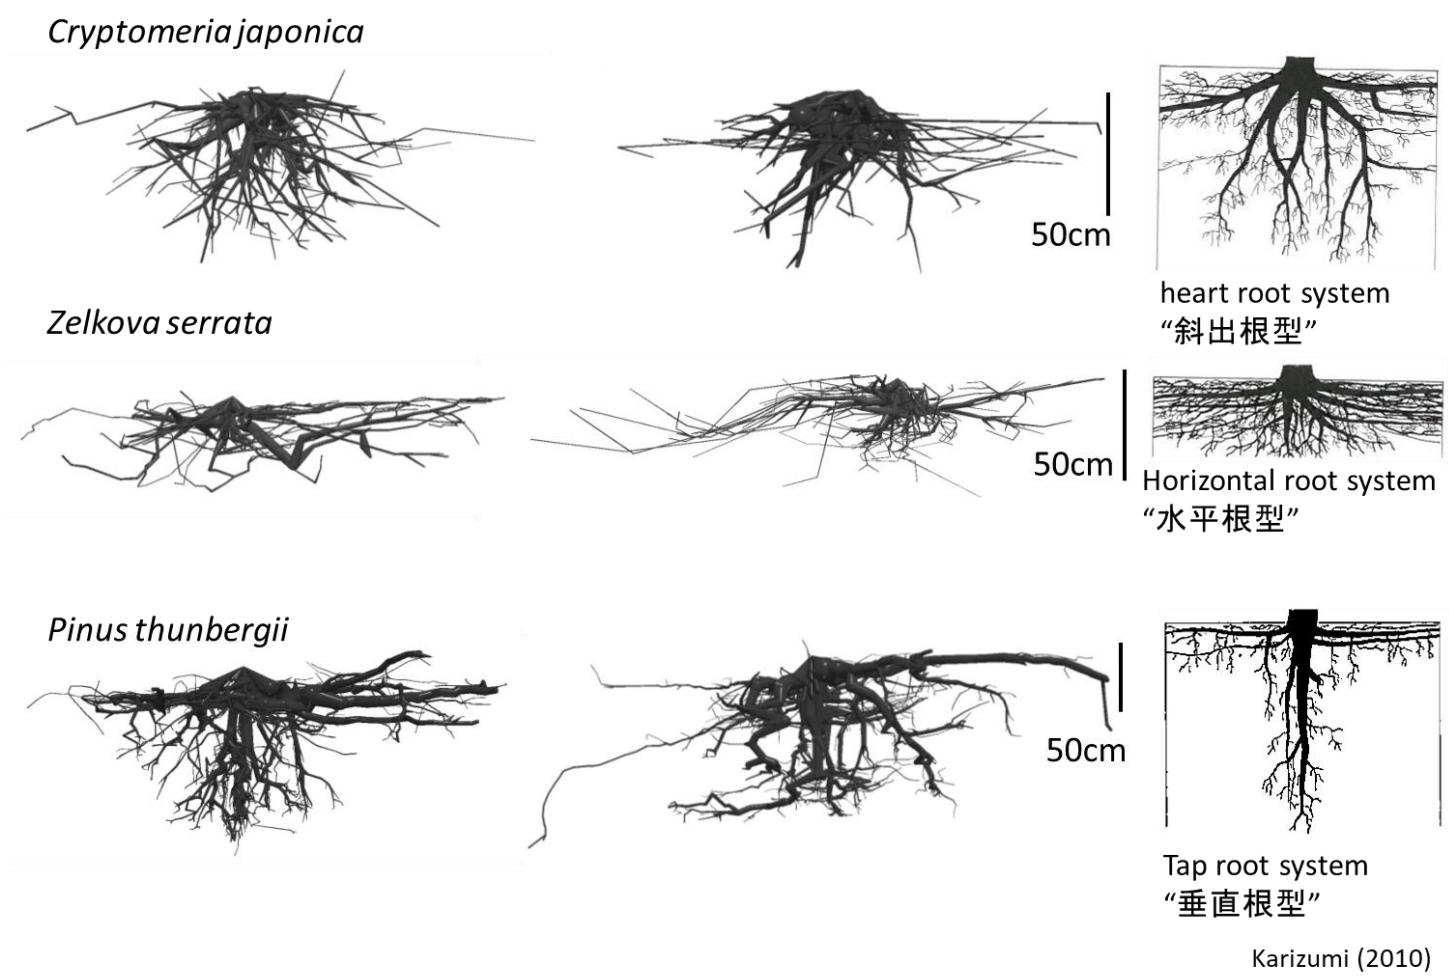 Cryptomeria japonica
50cm
heart root system
“斜出根型”
Zelkova serrata
50cm
Horizontal root system
“水平根型”
Pinus thunbergii
50cm
Tap root system
“垂直根型”
Karizumi (2010)